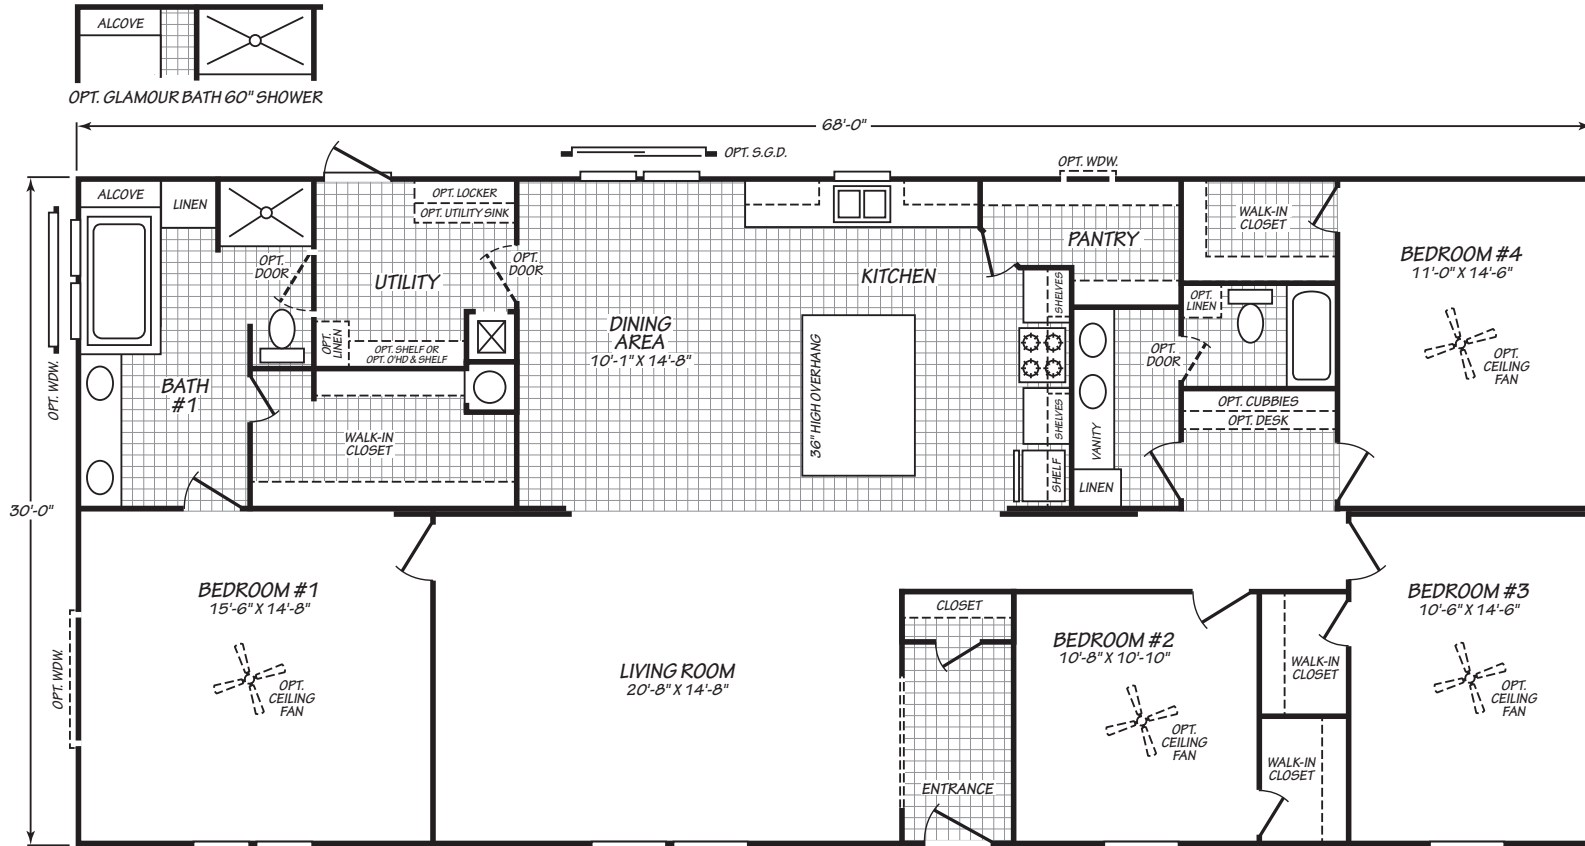 ALCOVE
OPT. GLAMOUR BATH 60" SHOWER
68'-0"
OPT. S.G.D.
OPT. WDW.
ALCOVE
LINEN
OPT. LOCKER
OPT. UTILITY SINK
OPT.
DOOR
UTILITY
OPT.
DOOR
OPT.
LINEN
OPT. SHELF OR
OPT. O'HD & SHELF
OPT. WDW.
BATH
#1
WALK-IN
CLOSET
DINING
AREA
10'-1" X 14'-8"
KITCHEN
36" HIGH OVERHANG
PANTRY
SHELVES
SHELVES
SHELF
VANITY
LINEN
WALK-IN
CLOSET
OPT.
LINEN
OPT.
DOOR
OPT. CUBBIES
OPT. DESK
BEDROOM #4
11'-0" X 14'-6"
OPT.
CEILING
FAN
30'-0"
BEDROOM #1
15'-6" X 14'-8"
OPT.
CEILING
FAN
OPT. WDW.
LIVING ROOM
20'-8" X 14'-8"
CLOSET
ENTRANCE
BEDROOM #2
10'-8" X 10'-10"
OPT.
CEILING
FAN
WALK-IN
CLOSET
WALK-IN
CLOSET
BEDROOM #3
10'-6" X 14'-6"
OPT.
CEILING
FAN